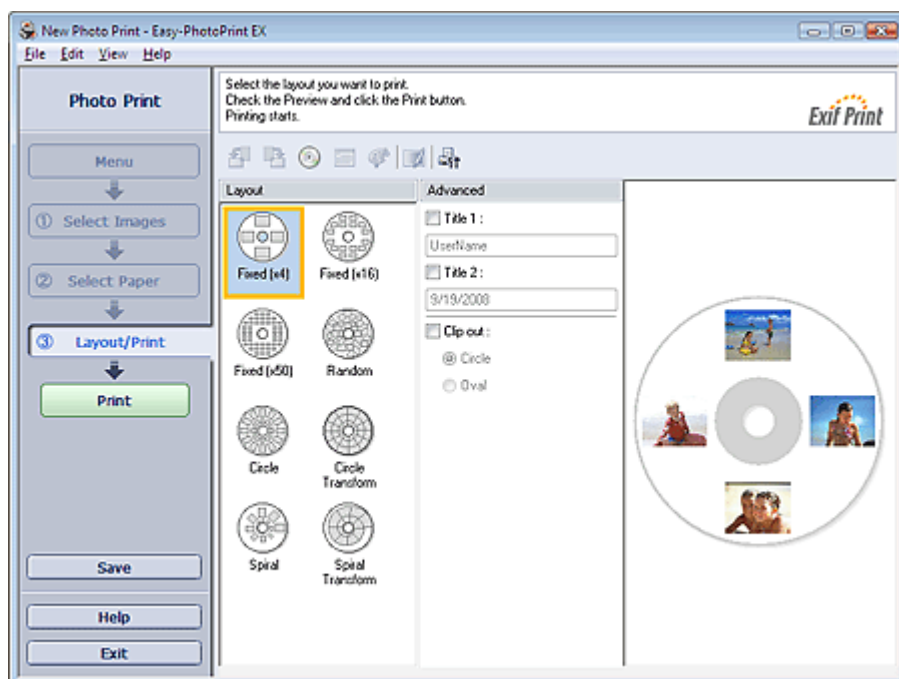 New Photo Print - Easy-PhotoPrint EX
File Edit View Help
Photo Print
Select the layout you want to print.
Check the Preview and click the Print button.
Printing starts.
Exif Print
Menu
① Select Images
② Select Paper
③ Layout/Print
Print
Save
Help
Exit
Layout
Fixed (x4)
Fixed (x16)
Fixed (x50)
Random
Circle
Circle
Transform
Spiral
Spiral
Transform
Advanced
Title 1 :
UserName
Title 2 :
9/19/2008
Clip out :
Circle
Oval